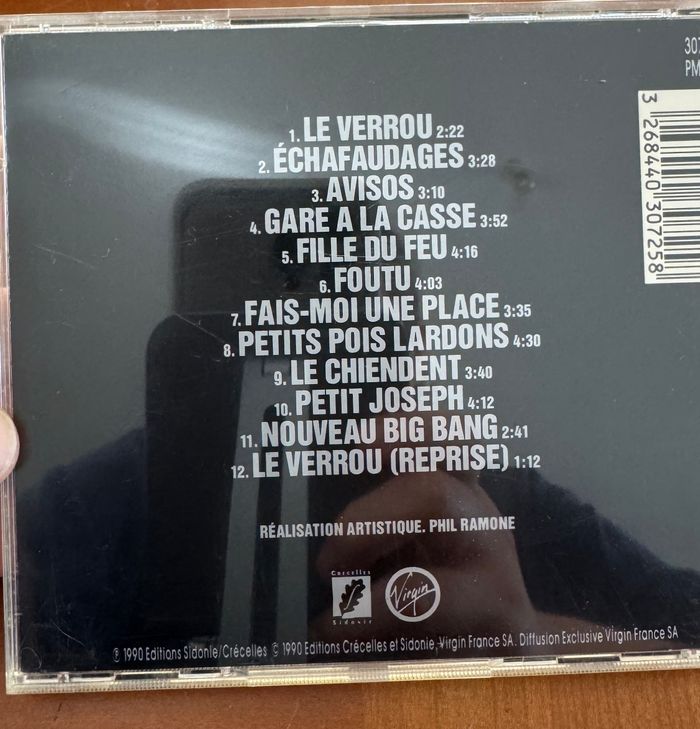 307
PM
3 268440 307258
1. LE VERROU 2:22
2. ÉCHAFAUDAGES 3:28
3. AVISOS 3:10
4. GARE A LA CASSE 3:52
5. FILLE DU FEU 4:16
6. FOUTU 4:03
7. FAIS-MOI UNE PLACE 3:35
8. PETITS POIS LARDONS 4:30
9. LE CHIENDENT 3:40
10. PETIT JOSEPH 4:12
11. NOUVEAU BIG BANG 2:41
12. LE VERROU (REPRISE) 1:12
RÉALISATION ARTISTIQUE. PHIL RAMONE
Crecelles
Sidonie
Virgin
℗ 1990 Editions Sidonie/Crécelles © 1990 Editions Crécelles et Sidonie, Virgin France SA. Diffusion Exclusive Virgin France SA